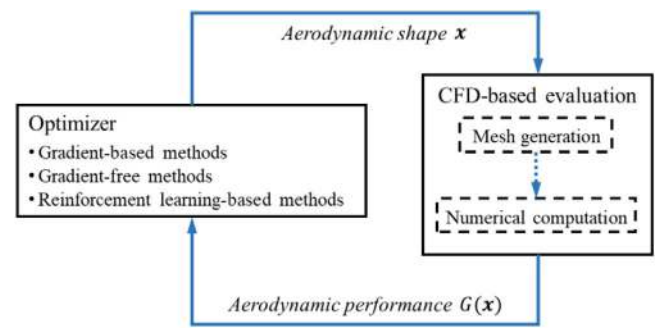 Aerodynamic shape x
CFD-based evaluation
Mesh generation
Numerical computation
Optimizer
• Gradient-based methods
• Gradient-free methods
• Reinforcement learning-based methods
Aerodynamic performance G(x)